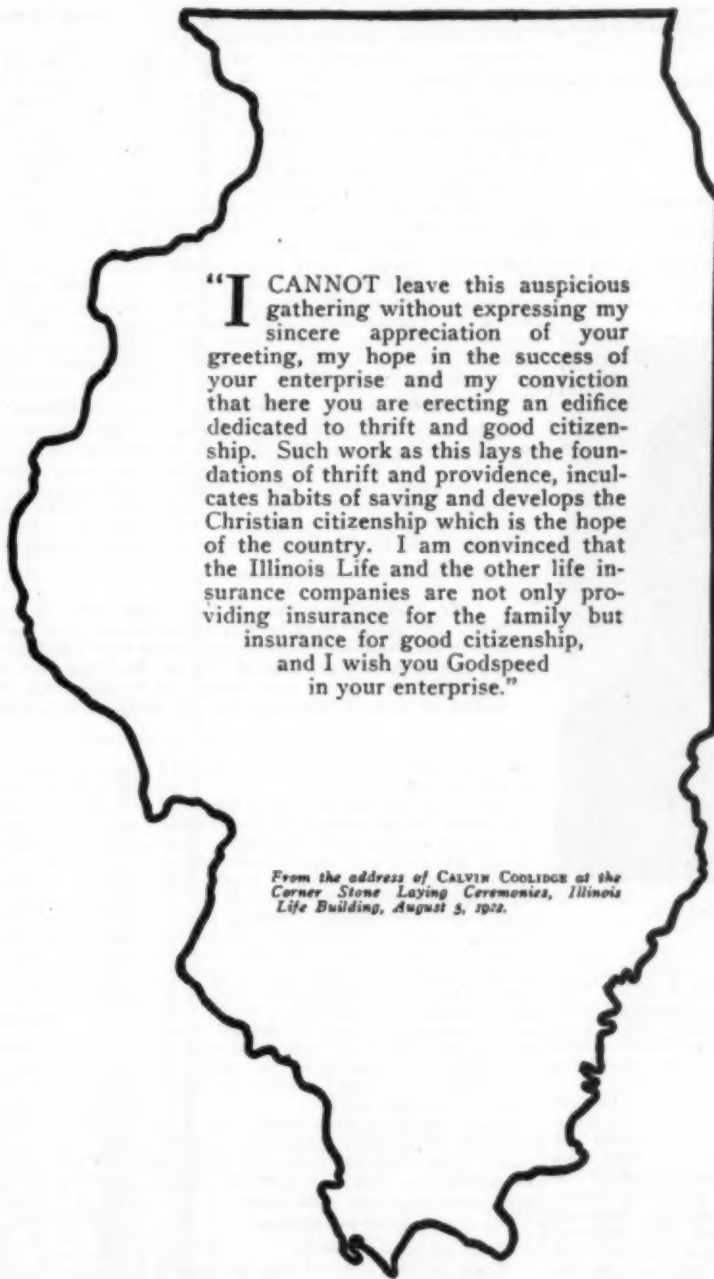 “I CANNOT leave this auspicious
gathering without expressing my
sincere appreciation of your
greeting, my hope in the success of
your enterprise and my conviction
that here you are erecting an edifice
dedicated to thrift and good citizen-
ship. Such work as this lays the foun-
dations of thrift and providence, incul-
cates habits of saving and develops the
Christian citizenship which is the hope
of the country. I am convinced that
the Illinois Life and the other life in-
surance companies are not only pro-
viding insurance for the family but
insurance for good citizenship,
and I wish you Godspeed
in your enterprise.”
From the address of CALVIN COOLIDGE at the
Corner Stone Laying Ceremonies, Illinois
Life Building, August 5, 1922.